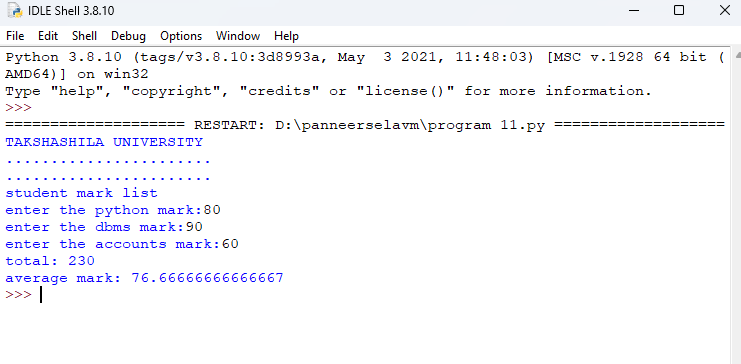 IDLE Shell 3.8.10
File Edit Shell Debug Options Window Help
Python 3.8.10 (tags/v3.8.10:3d8993a, May  3 2021, 11:48:03) [MSC v.1928 64 bit (
AMD64)] on win32
Type "help", "copyright", "credits" or "license()" for more information.
>>>
==================== RESTART: D:\panneerselavm\program 11.py ===================
TAKSHASHILA UNIVERSITY
.......................
.......................
student mark list
enter the python mark:80
enter the dbms mark:90
enter the accounts mark:60
total: 230
average mark: 76.66666666666667
>>>